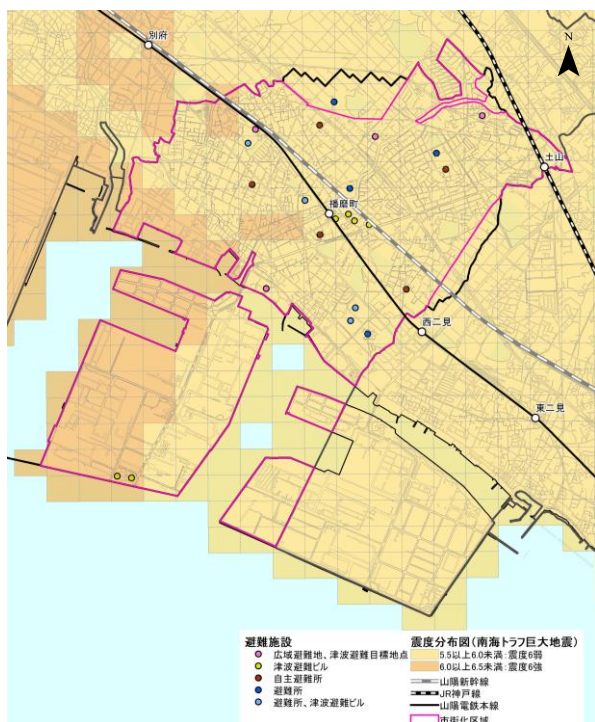 別府
N
土山
播磨町
西二見
東二見
避難施設
広域避難地、津波避難目標地点
津波避難ビル
自主避難所
避難所
避難所、津波避難ビル
震度分布図(南海トラフ巨大地震)
5.5以上6.0未満:震度6弱
6.0以上6.5未満:震度6強
山陽新幹線
JR神戸線
山陽電鉄本線
市街化区域